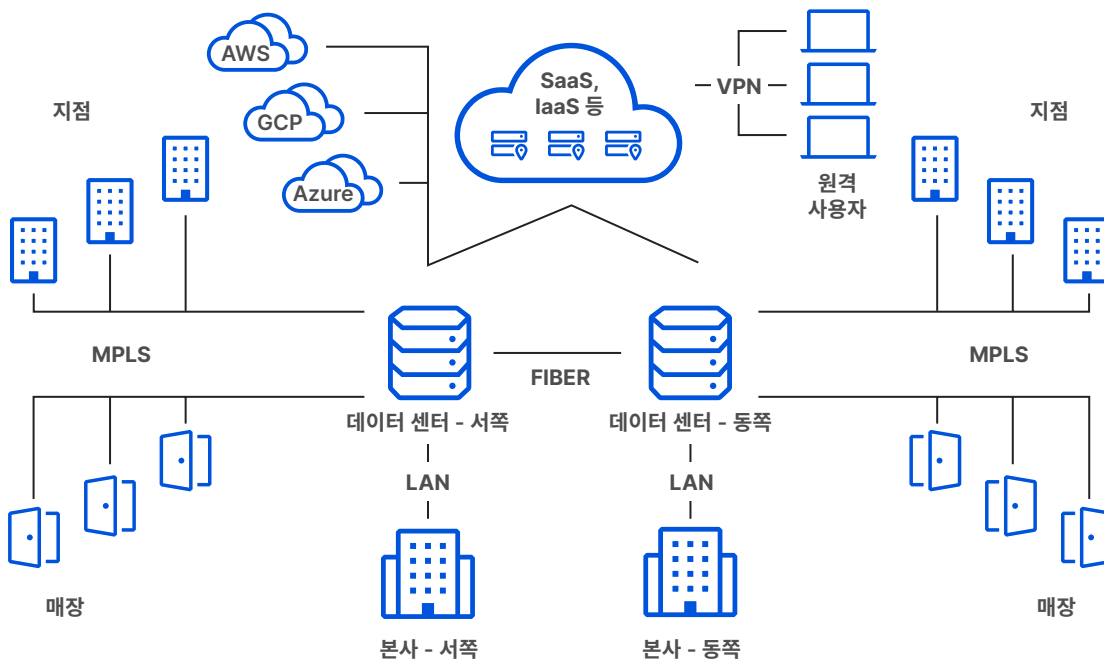 AWS
GCP
Azure
SaaS,
IaaS 등
VPN
원격
사용자
지점
지점
MPLS
FIBER
MPLS
데이터 센터 - 서쪽
데이터 센터 - 동쪽
LAN
LAN
매장
매장
본사 - 서쪽
본사 - 동쪽